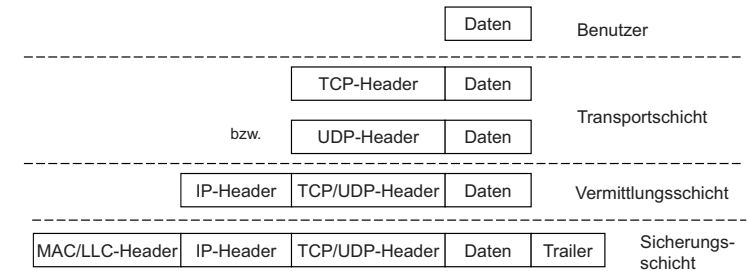 Daten Benutzer
TCP-Header Daten
Transportschicht
bzw. UDP-Header Daten
IP-Header TCP/UDP-Header Daten Vermittlungsschicht
MAC/LLC-Header IP-Header TCP/UDP-Header Daten Trailer Sicherungs-
schicht